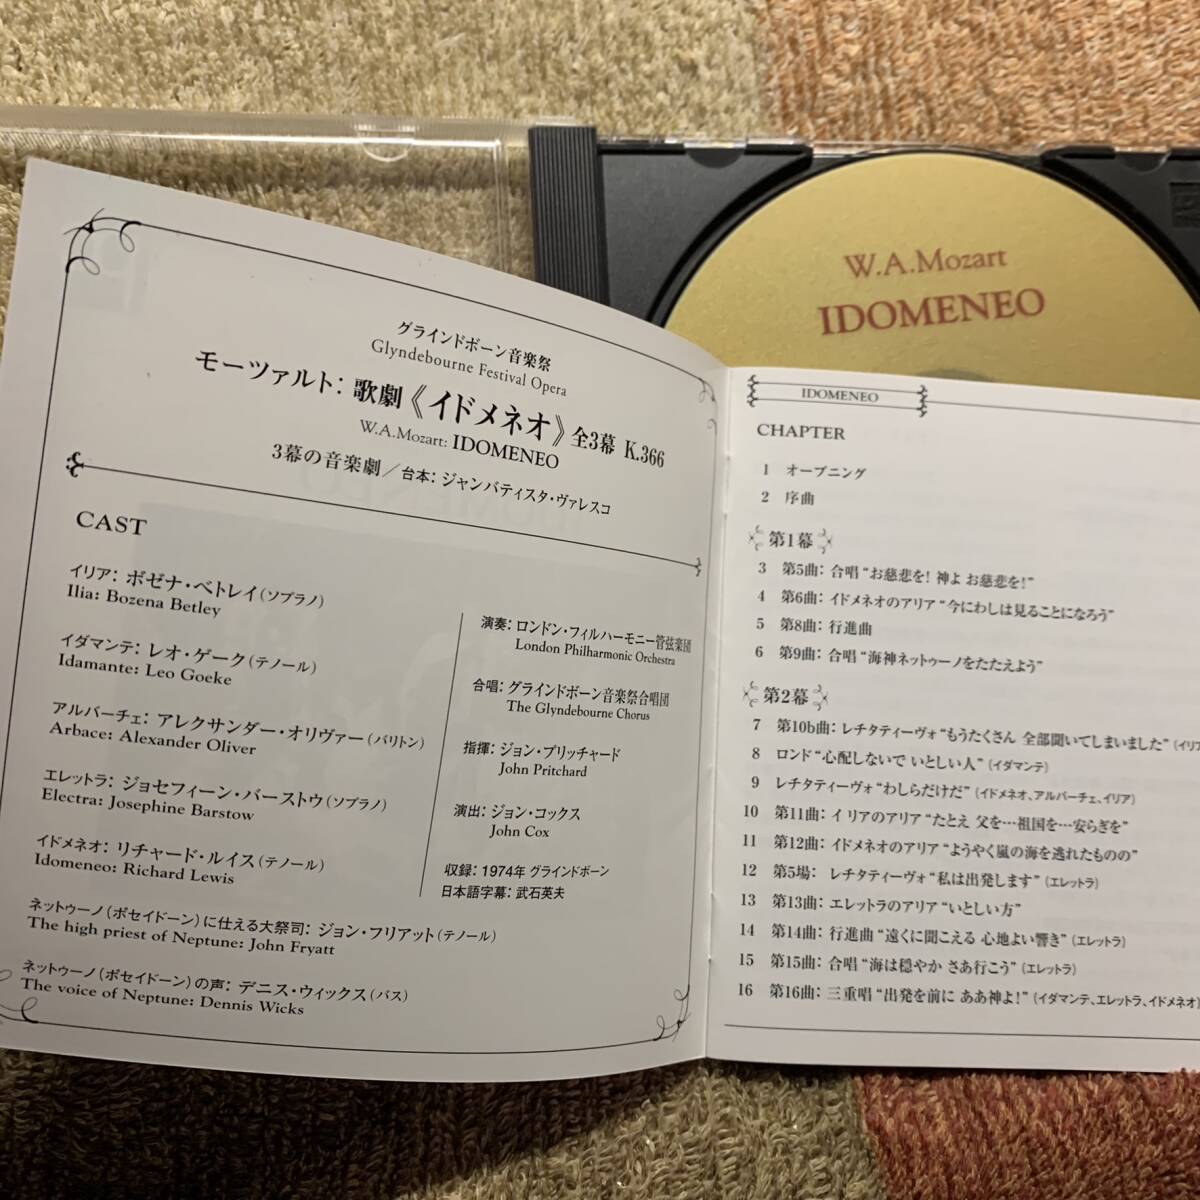 グラインドボーン音楽祭
Glyndebourne Festival Opera
モーツァルト: 歌劇《イドメネオ》全3幕 K.366
W.A.Mozart: IDOMENEO
3幕の音楽劇／台本: ジャンバティスタ・ヴァレスコ
CAST
イリア: ボゼナ・ベトレイ(ソプラノ)
Ilia: Bozena Betley
イダマンテ: レオ・ゲーク(テノール)
Idamante: Leo Goeke
アルバーチェ: アレクサンダー・オリヴァー(バリトン)
Arbace: Alexander Oliver
エレットラ: ジョセフィーン・バーストウ(ソプラノ)
Electra: Josephine Barstow
イドメネオ: リチャード・ルイス(テノール)
Idomeneo: Richard Lewis
ネットゥーノ(ポセイドーン)に仕える大祭司: ジョン・フリアット(テノール)
The high priest of Neptune: John Fryatt
ネットゥーノ(ポセイドーン)の声: デニス・ウィックス(バス)
The voice of Neptune: Dennis Wicks
演奏: ロンドン・フィルハーモニー管弦楽団
London Philharmonic Orchestra
合唱: グラインドボーン音楽祭合唱団
The Glyndebourne Chorus
指揮: ジョン・プリッチャード
John Pritchard
演出: ジョン・コックス
John Cox
収録: 1974年 グラインドボーン
日本語字幕: 武石英夫
W.A.Mozart
IDOMENEO
IDOMENEO
CHAPTER
1 オープニング
2 序曲
第1幕
3 第5曲: 合唱“お慈悲を! 神よ お慈悲を!”
4 第6曲: イドメネオのアリア“今にわしは見ることになろう”
5 第8曲: 行進曲
6 第9曲: 合唱“海神ネットゥーノをたたえよう”
第2幕
7 第10b曲: レチタティーヴォ“もうたくさん 全部聞いてしまいました”(イリア
8 ロンド“心配しないで いとしい人”(イダマンテ)
9 レチタティーヴォ“わしらだけだ”(イドメネオ、アルバーチェ、イリア)
10 第11曲: イリアのアリア“たとえ 父を…祖国を…安らぎを”
11 第12曲: イドメネオのアリア“ようやく嵐の海を逃れたものの”
12 第5場: レチタティーヴォ“私は出発します”(エレットラ)
13 第13曲: エレットラのアリア“いとしい方”
14 第14曲: 行進曲“遠くに聞こえる 心地よい響き”(エレットラ)
15 第15曲: 合唱“海は穏やか さあ行こう”(エレットラ)
16 第16曲: 三重唱“出発を前に ああ神よ!”(イダマンテ、エレットラ、イドメネオ)